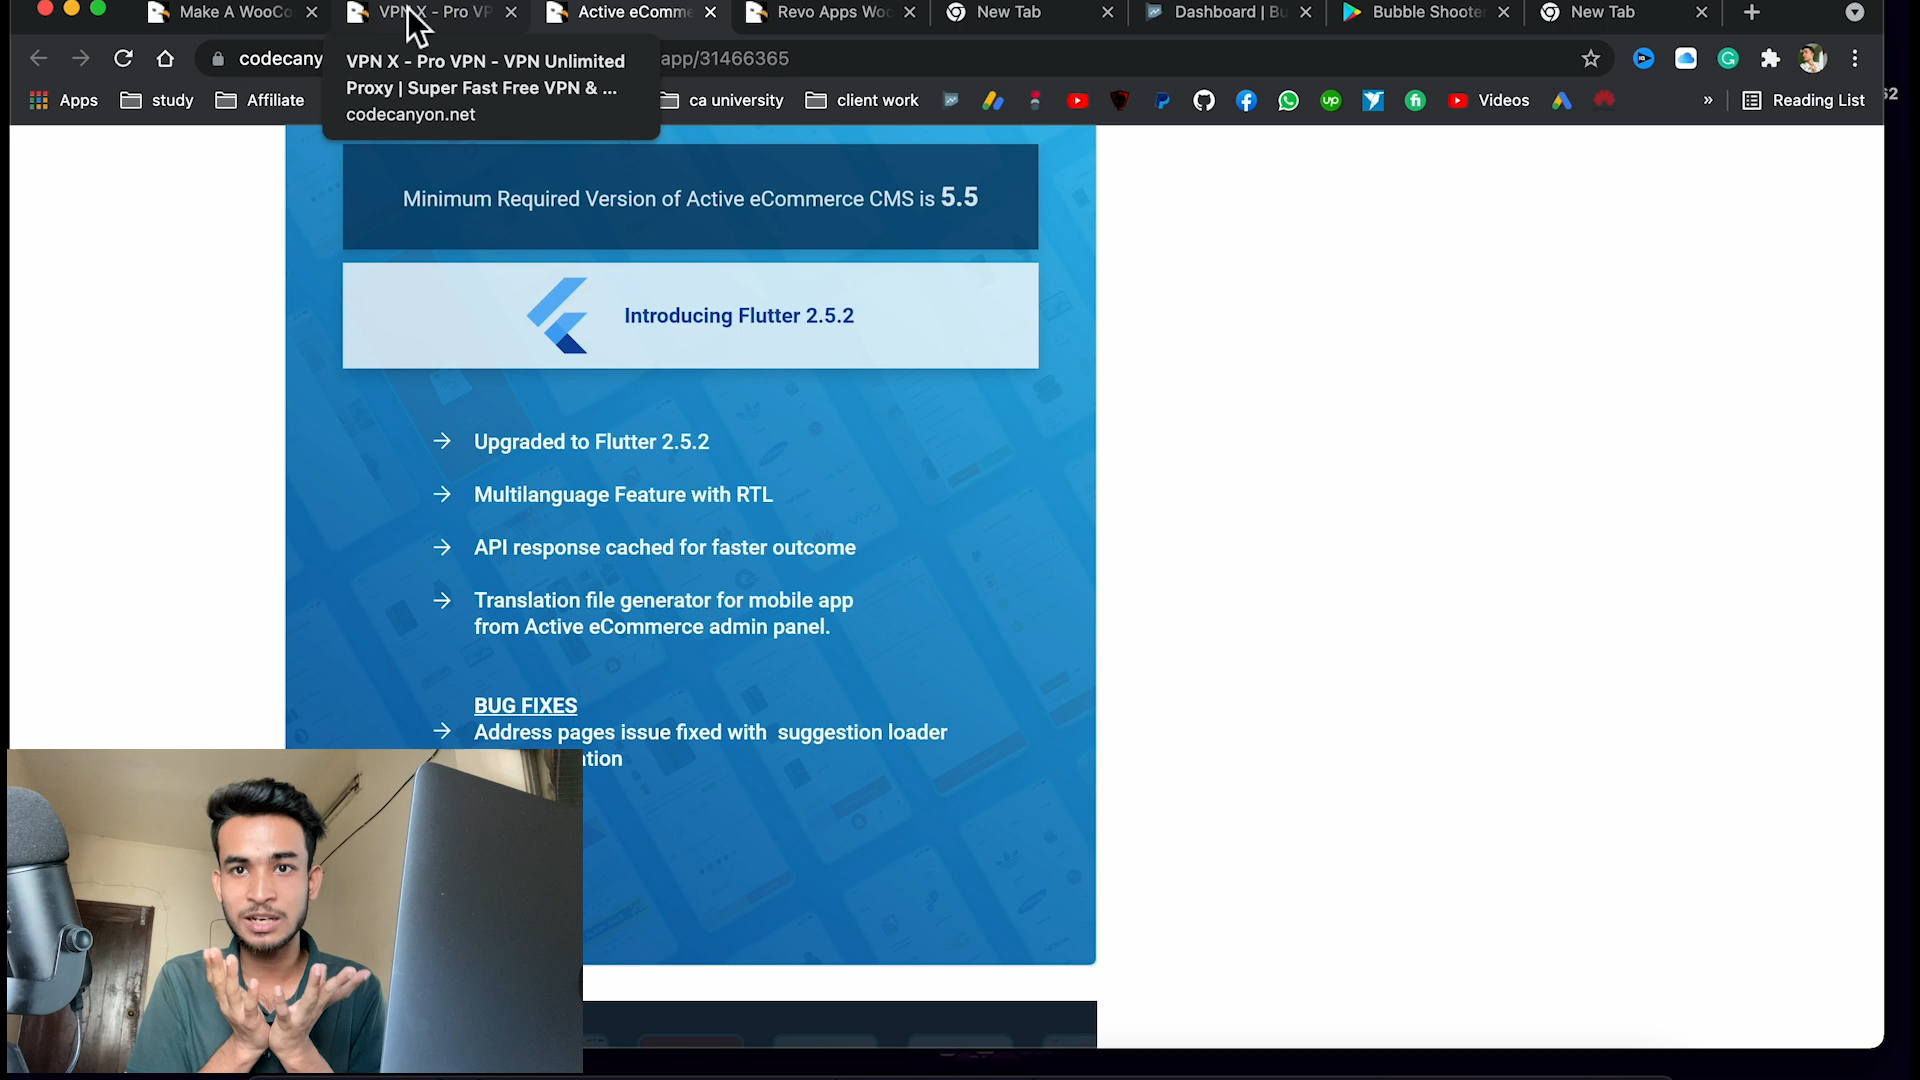 Make A WooCo
VPN X - Pro VP
Active eComme
Revo Apps Woo
New Tab
Dashboard | Bu
Bubble Shoote
New Tab
codecany
app/31466365
VPN X - Pro VPN - VPN Unlimited
Proxy | Super Fast Free VPN & ...
codecanyon.net
Apps
study
Affiliate
ca university
client work
Videos
»
Reading List
Minimum Required Version of Active eCommerce CMS is 5.5
Introducing Flutter 2.5.2
→ Upgraded to Flutter 2.5.2
→ Multilanguage Feature with RTL
→ API response cached for faster outcome
→ Translation file generator for mobile app
from Active eCommerce admin panel.
BUG FIXES
→ Address pages issue fixed with suggestion loader
ation